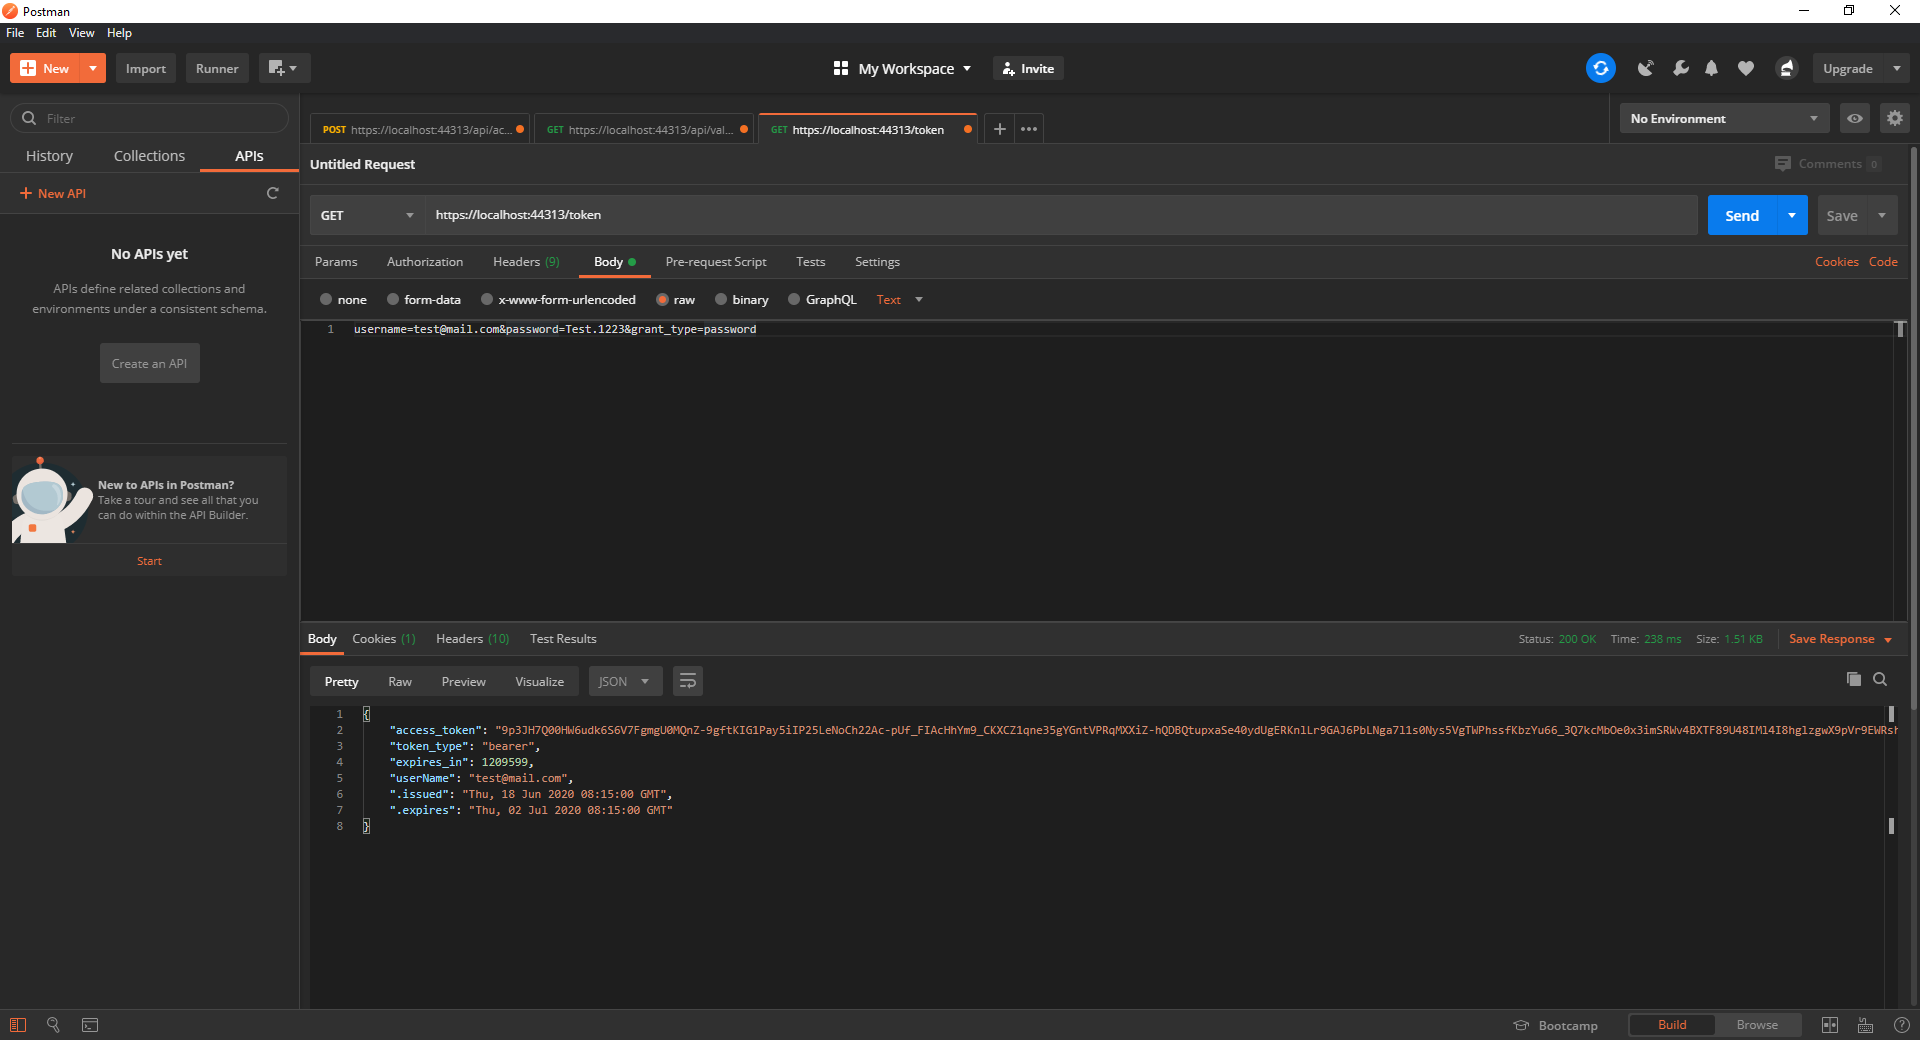 Postman
File Edit View Help
New Import Runner My Workspace Invite Upgrade
Filter
History Collections APIs
New API
No APIs yet
APIs define related collections and
environments under a consistent schema.
Create an API
New to APIs in Postman?
Take a tour and see all that you
can do within the API Builder.
Start
POST https://localhost:44313/api/ac... GET https://localhost:44313/api/val... GET https://localhost:44313/token
No Environment
Untitled Request Comments 0
GET https://localhost:44313/token Send Save
Params Authorization Headers (9) Body Pre-request Script Tests Settings Cookies Code
none form-data x-www-form-urlencoded raw binary GraphQL Text
1 username=test@mail.com&password=Test.1223&grant_type=password
Body Cookies (1) Headers (10) Test Results Status: 200 OK Time: 238 ms Size: 1.51 KB Save Response
Pretty Raw Preview Visualize JSON
1 {
2 "access_token":
3 "token_type": "bearer",
4 "expires_in": 1209599,
5 "userName": "test@mail.com",
6 ".issued": "Thu, 18 Jun 2020 08:15:00 GMT",
7 ".expires": "Thu, 02 Jul 2020 08:15:00 GMT"
8 }
Bootcamp Build Browse